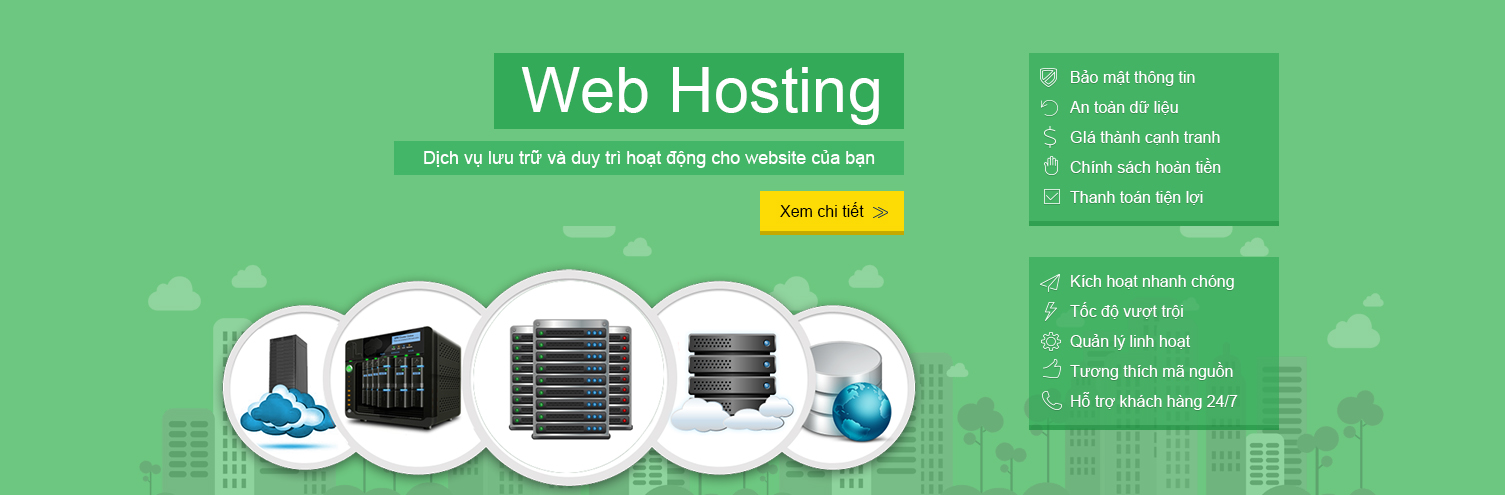 Web Hosting
Dịch vụ lưu trữ và duy trì hoạt động cho website của bạn
Xem chi tiết
Bảo mật thông tin
An toàn dữ liệu
Giá thành cạnh tranh
Chính sách hoàn tiền
Thanh toán tiện lợi
Kích hoạt nhanh chóng
Tốc độ vượt trội
Quản lý linh hoạt
Tương thích mã nguồn
Hỗ trợ khách hàng 24/7